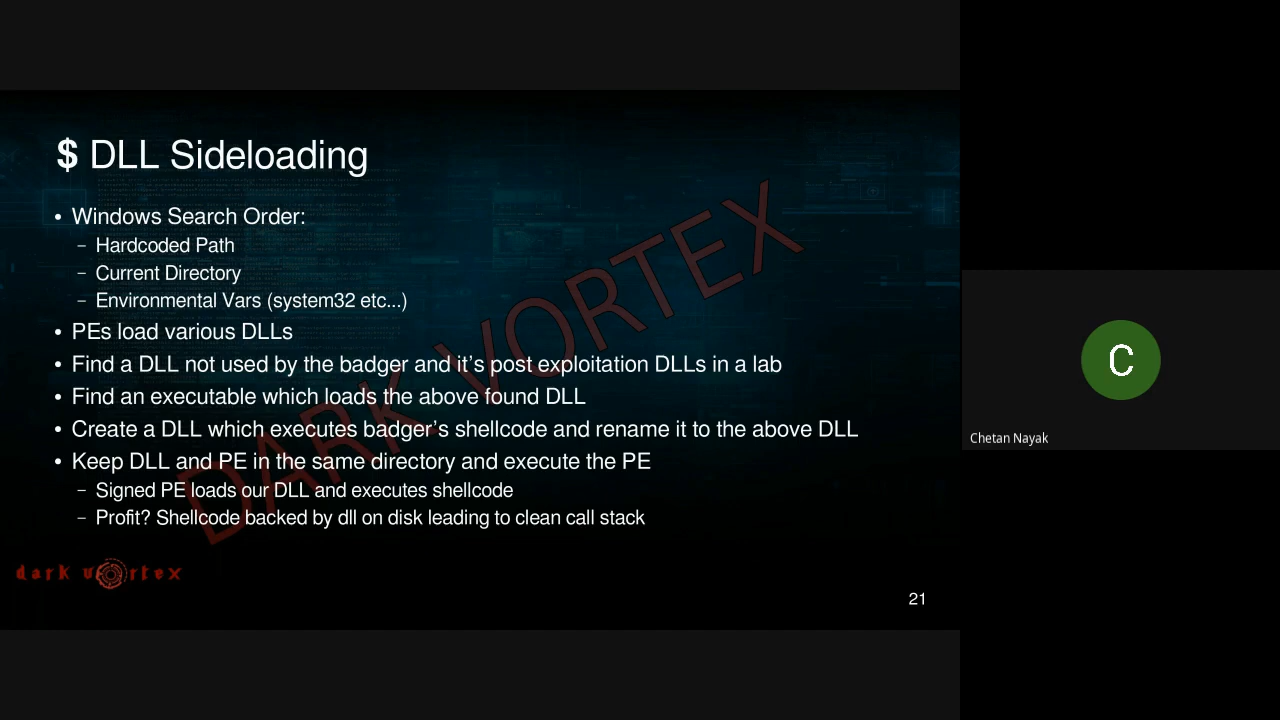 $ DLL Sideloading
• Windows Search Order:
– Hardcoded Path
– Current Directory
– Environmental Vars (system32 etc...)
• PEs load various DLLs
• Find a DLL not used by the badger and it's post exploitation DLLs in a lab
• Find an executable which loads the above found DLL
• Create a DLL which executes badger's shellcode and rename it to the above DLL
• Keep DLL and PE in the same directory and execute the PE
– Signed PE loads our DLL and executes shellcode
– Profit? Shellcode backed by dll on disk leading to clean call stack
DARK VORTEX
dark vortex
21
C
Chetan Nayak